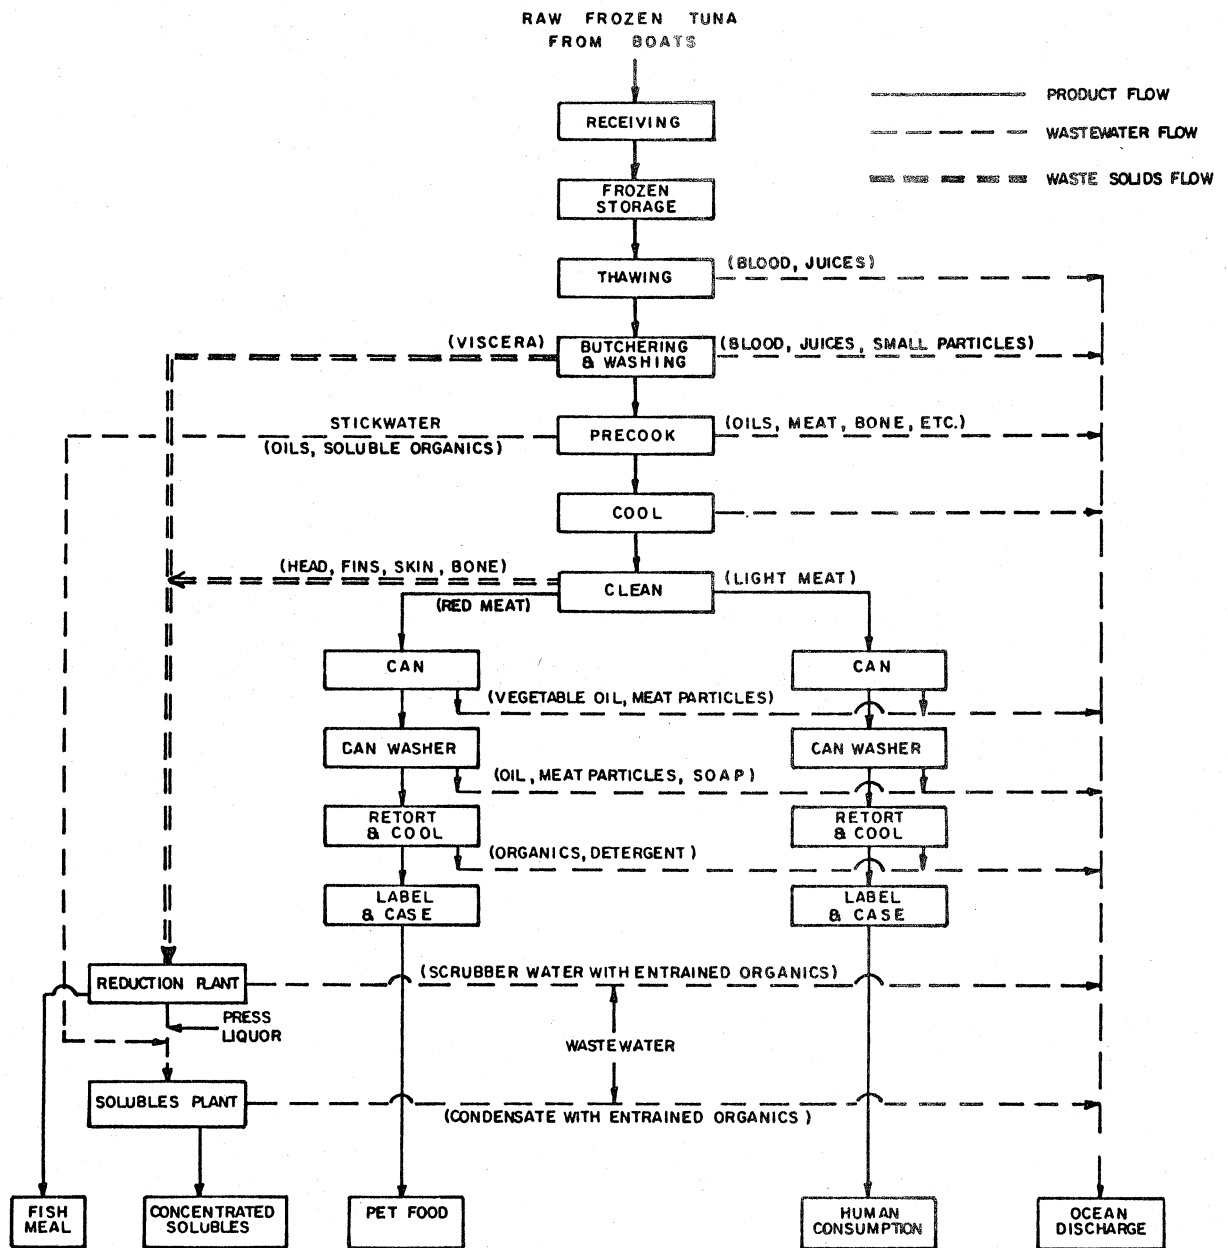 RAW FROZEN TUNA
FROM BOATS
PRODUCT FLOW
WASTEWATER FLOW
WASTE SOLIDS FLOW
RECEIVING
FROZEN
STORAGE
THAWING
(BLOOD, JUICES)
(VISCERA)
BUTCHERING
& WASHING
(BLOOD, JUICES, SMALL PARTICLES)
STICKWATER
(OILS, SOLUBLE ORGANICS)
PRECOOK
(OILS, MEAT, BONE, ETC.)
COOL
(HEAD, FINS, SKIN, BONE)
CLEAN
(LIGHT MEAT)
(RED MEAT)
CAN
CAN
(VEGETABLE OIL, MEAT PARTICLES)
CAN WASHER
CAN WASHER
(OIL, MEAT PARTICLES, SOAP)
RETORT
& COOL
RETORT
& COOL
(ORGANICS, DETERGENT)
LABEL
& CASE
LABEL
& CASE
REDUCTION PLANT
(SCRUBBER WATER WITH ENTRAINED ORGANICS)
PRESS
LIQUOR
WASTEWATER
SOLUBLES PLANT
(CONDENSATE WITH ENTRAINED ORGANICS)
FISH
MEAL
CONCENTRATED
SOLUBLES
PET FOOD
HUMAN
CONSUMPTION
OCEAN
DISCHARGE